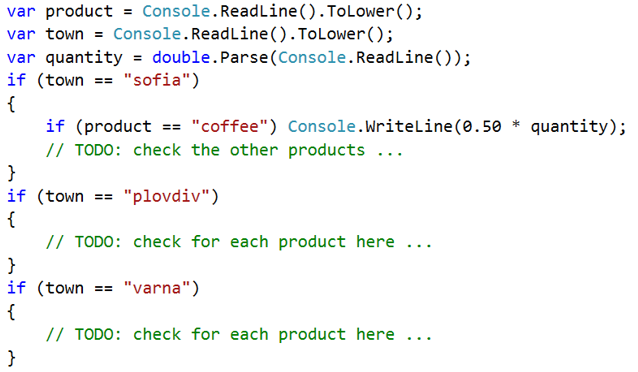 var product = Console.ReadLine().ToLower();
var town = Console.ReadLine().ToLower();
var quantity = double.Parse(Console.ReadLine());
if (town == "sofia")
{
    if (product == "coffee") Console.WriteLine(0.50 * quantity);
    // TODO: check the other products ...
}
if (town == "plovdiv")
{
    // TODO: check for each product here ...
}
if (town == "varna")
{
    // TODO: check for each product here ...
}